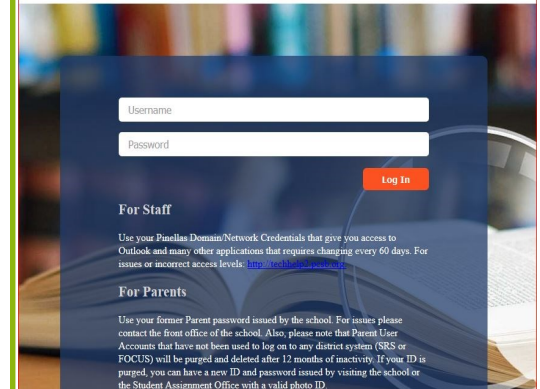 Username
Password
Log In
For Staff
Use your Pinellas Domain/Network Credentials that give you access to
Outlook and many other applications that requires changing every 60 days. For
issues or incorrect access levels: http://techhelp2.pcsb.org
For Parents
Use your former Parent password issued by the school. For issues please
contact the front office of the school. Also, please note that Parent User
Accounts that have not been used to log on to any district system (SRS or
FOCUS) will be purged and deleted after 12 months of inactivity. If your ID is
purged, you can have a new ID and password issued by visiting the school or
the Student Assignment Office with a valid photo ID.